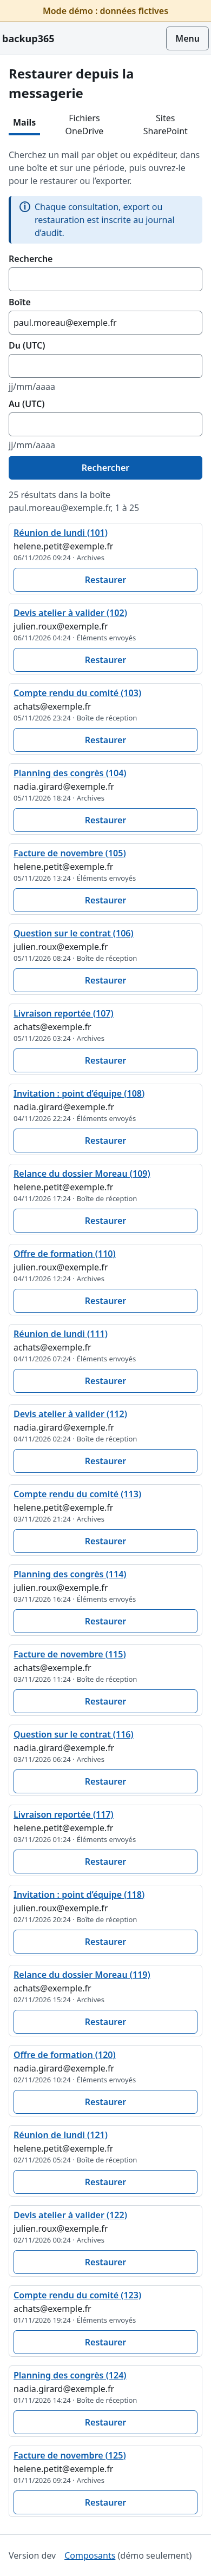 Mode démo : données fictives
backup365
Menu
Restaurer depuis la
messagerie
Mails
Fichiers
OneDrive
Sites
SharePoint
Cherchez un mail par objet ou expéditeur, dans
une boîte et sur une période, puis ouvrez-le
pour le restaurer ou l’exporter.
Chaque consultation, export ou
restauration est inscrite au journal
d’audit.
Recherche
Boîte
paul.moreau@exemple.fr
Du (UTC)
jj/mm/aaaa
Au (UTC)
jj/mm/aaaa
Rechercher
25 résultats dans la boîte
paul.moreau@exemple.fr, 1 à 25
Réunion de lundi (101)
helene.petit@exemple.fr
06/11/2026 09:24 · Archives
Restaurer
Devis atelier à valider (102)
julien.roux@exemple.fr
06/11/2026 04:24 · Éléments envoyés
Restaurer
Compte rendu du comité (103)
achats@exemple.fr
05/11/2026 23:24 · Boîte de réception
Restaurer
Planning des congrès (104)
nadia.girard@exemple.fr
05/11/2026 18:24 · Archives
Restaurer
Facture de novembre (105)
helene.petit@exemple.fr
05/11/2026 13:24 · Éléments envoyés
Restaurer
Question sur le contrat (106)
julien.roux@exemple.fr
05/11/2026 08:24 · Boîte de réception
Restaurer
Livraison reportée (107)
achats@exemple.fr
05/11/2026 03:24 · Archives
Restaurer
Invitation : point d’équipe (108)
nadia.girard@exemple.fr
04/11/2026 22:24 · Éléments envoyés
Restaurer
Relance du dossier Moreau (109)
helene.petit@exemple.fr
04/11/2026 17:24 · Boîte de réception
Restaurer
Offre de formation (110)
julien.roux@exemple.fr
04/11/2026 12:24 · Archives
Restaurer
Réunion de lundi (111)
achats@exemple.fr
04/11/2026 07:24 · Éléments envoyés
Restaurer
Devis atelier à valider (112)
nadia.girard@exemple.fr
04/11/2026 02:24 · Boîte de réception
Restaurer
Compte rendu du comité (113)
helene.petit@exemple.fr
03/11/2026 21:24 · Archives
Restaurer
Planning des congrès (114)
julien.roux@exemple.fr
03/11/2026 16:24 · Éléments envoyés
Restaurer
Facture de novembre (115)
achats@exemple.fr
03/11/2026 11:24 · Boîte de réception
Restaurer
Question sur le contrat (116)
nadia.girard@exemple.fr
03/11/2026 06:24 · Archives
Restaurer
Livraison reportée (117)
helene.petit@exemple.fr
03/11/2026 01:24 · Éléments envoyés
Restaurer
Invitation : point d’équipe (118)
julien.roux@exemple.fr
02/11/2026 20:24 · Boîte de réception
Restaurer
Relance du dossier Moreau (119)
achats@exemple.fr
02/11/2026 15:24 · Archives
Restaurer
Offre de formation (120)
nadia.girard@exemple.fr
02/11/2026 10:24 · Éléments envoyés
Restaurer
Réunion de lundi (121)
helene.petit@exemple.fr
02/11/2026 05:24 · Boîte de réception
Restaurer
Devis atelier à valider (122)
julien.roux@exemple.fr
02/11/2026 00:24 · Archives
Restaurer
Compte rendu du comité (123)
achats@exemple.fr
01/11/2026 19:24 · Éléments envoyés
Restaurer
Planning des congrès (124)
nadia.girard@exemple.fr
01/11/2026 14:24 · Boîte de réception
Restaurer
Facture de novembre (125)
helene.petit@exemple.fr
01/11/2026 09:24 · Archives
Restaurer
Version dev Composants (démo seulement)